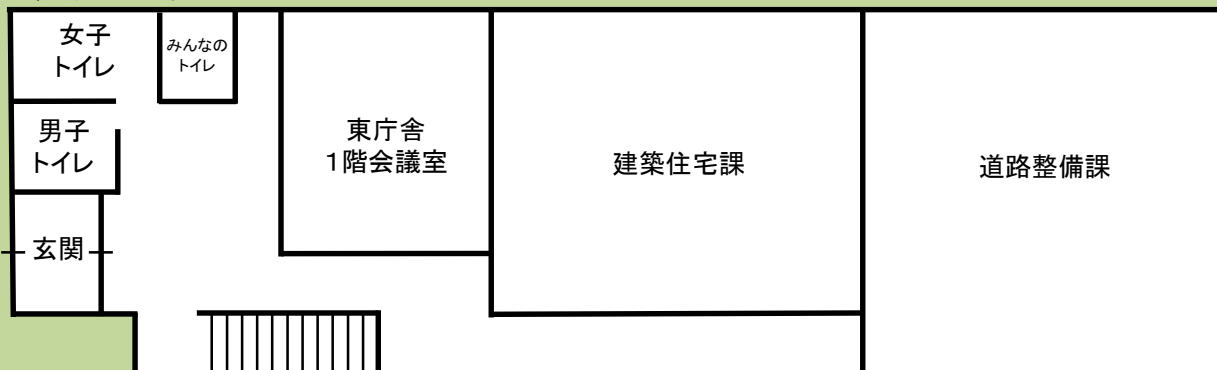 女子
トイレ
みんなの
トイレ
男子
トイレ
玄関
東庁舎
1階会議室
建築住宅課
道路整備課